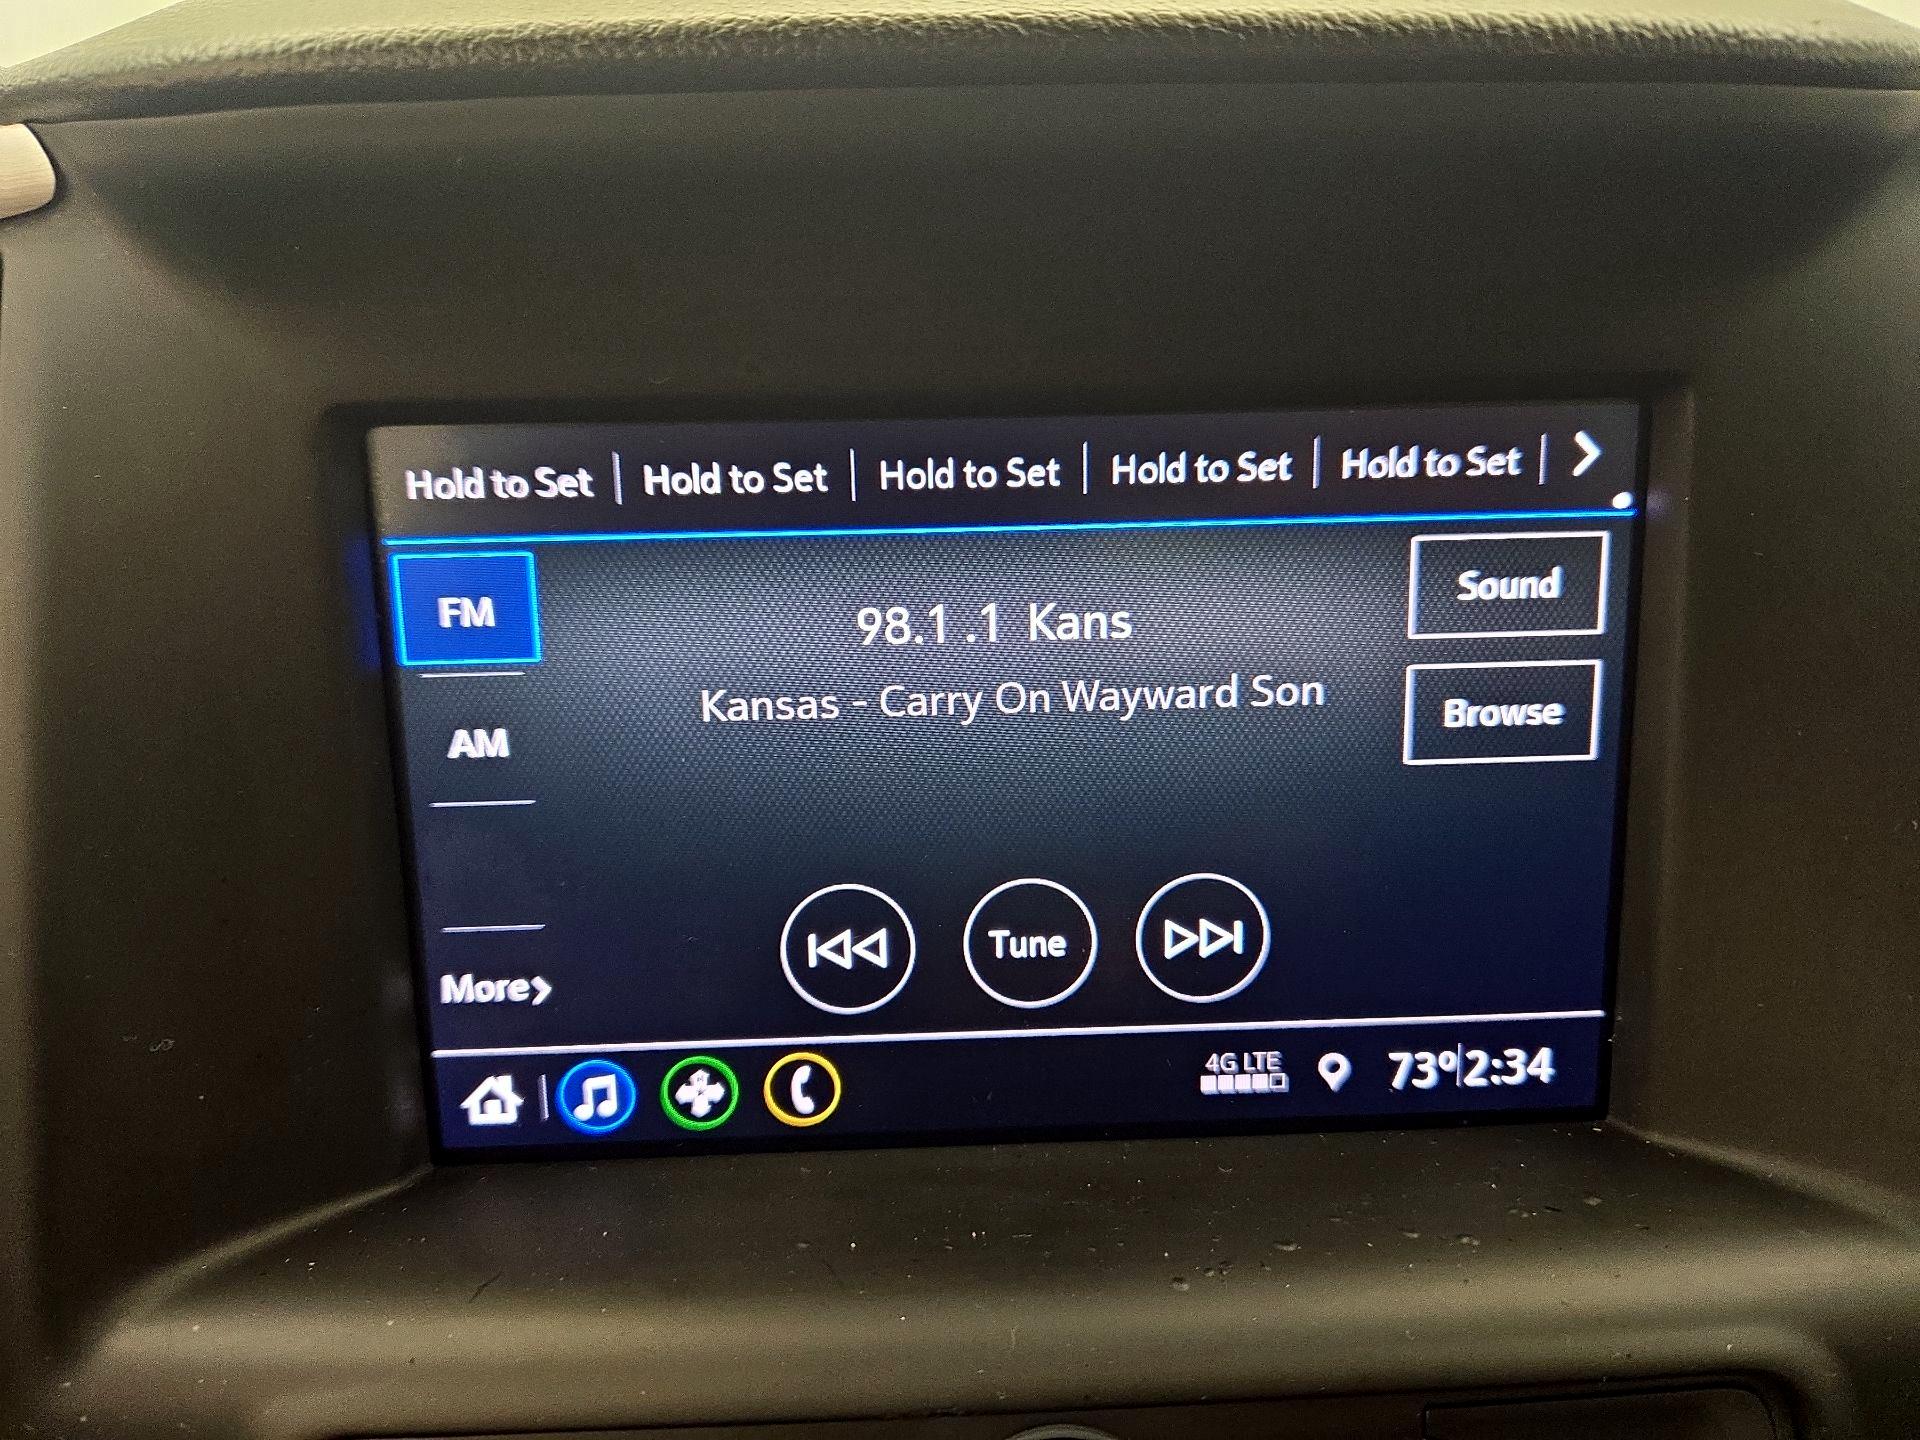 Hold to Set | Hold to Set | Hold to Set | Hold to Set | Hold to Set |
FM
98.1 .1 Kans
Sound
Kansas - Carry On Wayward Son
Browse
AM
Tune
More
4G LTE
73º|2:34